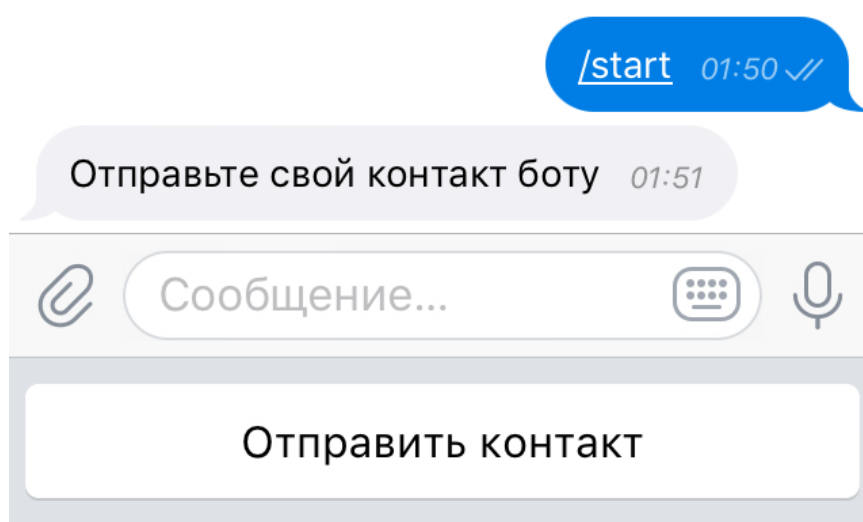 /start 01:50
Отправьте свой контакт боту 01:51
Сообщение...
Отправить контакт